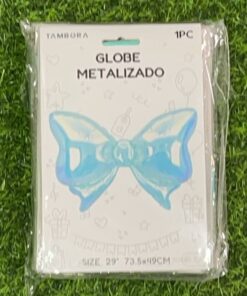 TAMBORA 1PC
GLOBE
METALIZADO
SIZE 29" 73.5x49CM